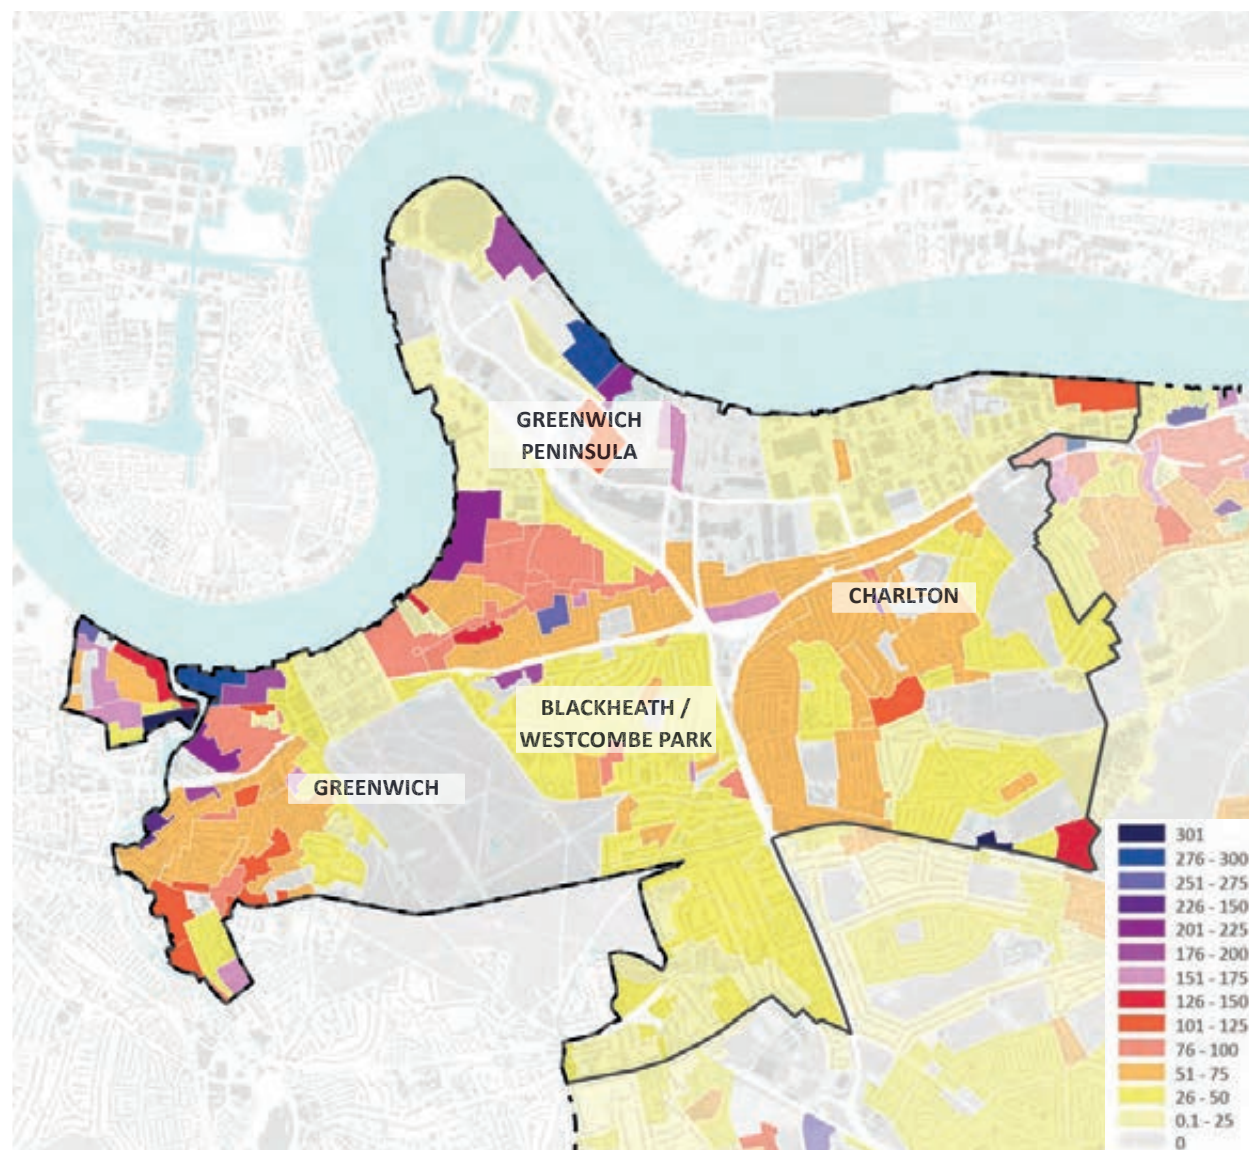 GREENWICH
PENINSULA
CHARLTON
BLACKHEATH /
WESTCOMBE PARK
GREENWICH
301
276 - 300
251 - 275
226 - 150
201 - 225
176 - 200
151 - 175
126 - 150
101 - 125
76 - 100
51 - 75
26 - 50
0.1 - 25
0